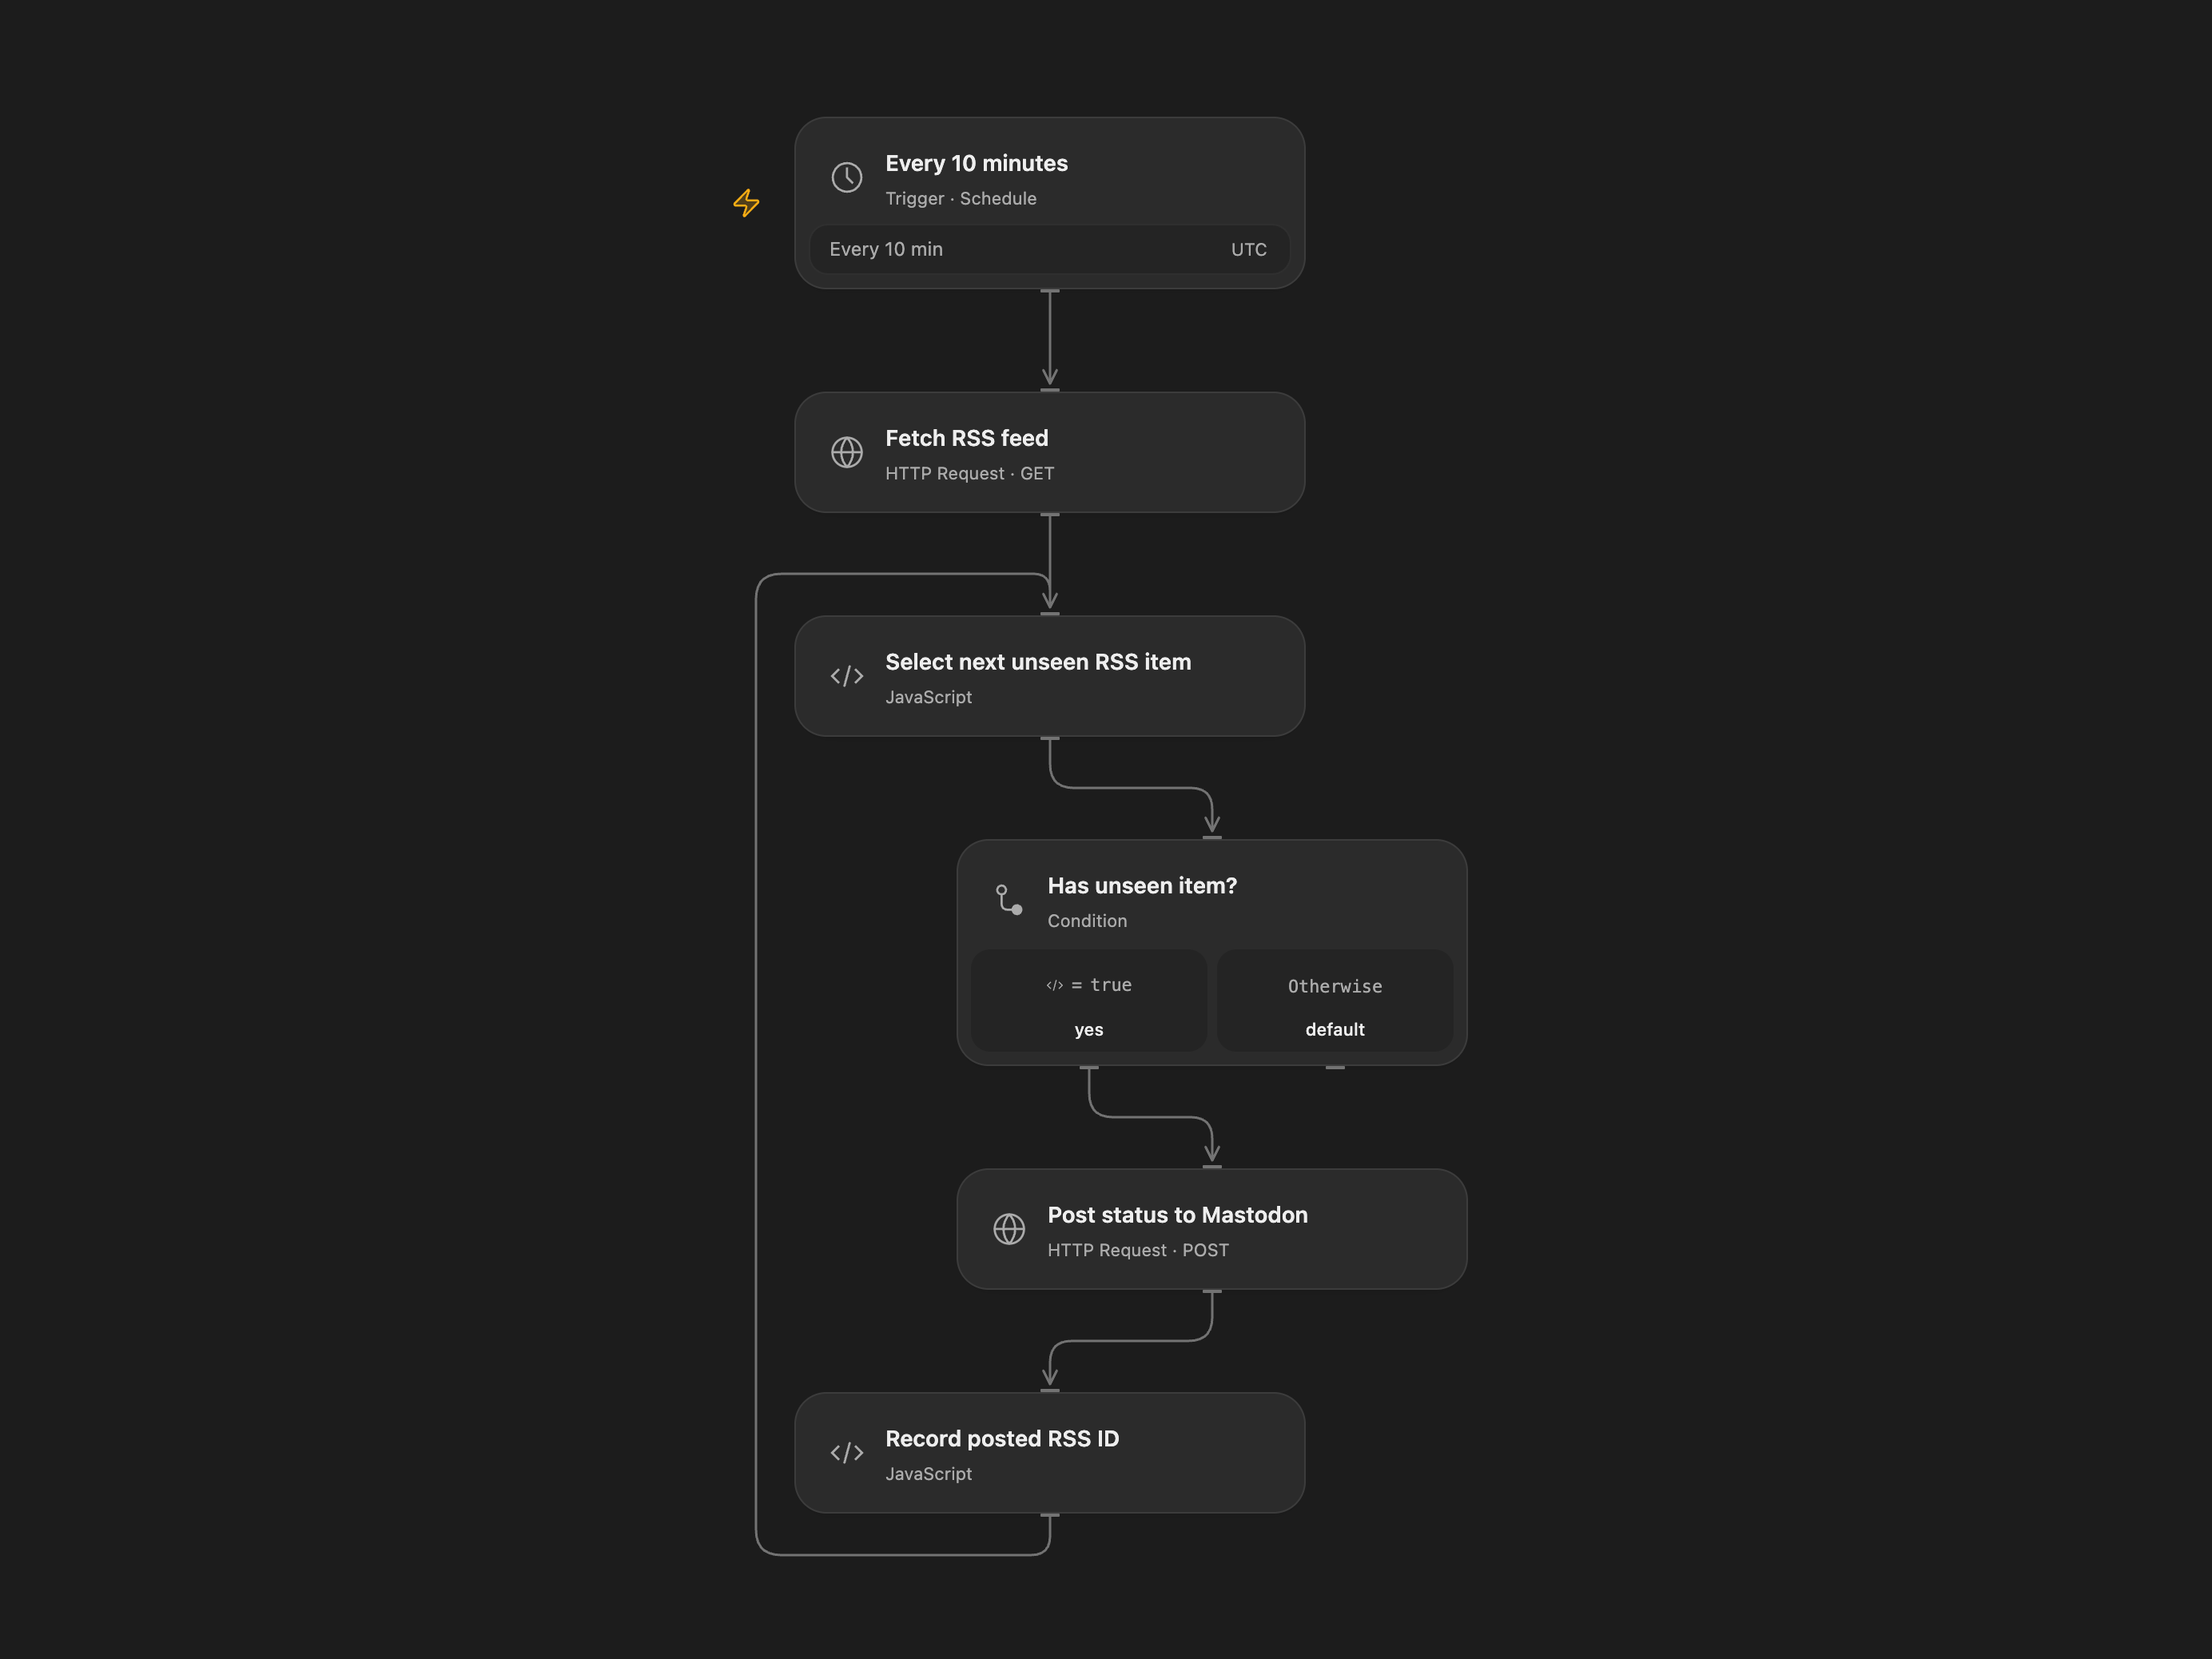 Every 10 minutes
Trigger · Schedule
Every 10 min
UTC
Fetch RSS feed
HTTP Request · GET
Select next unseen RSS item
JavaScript
Has unseen item?
Condition
</> = true
yes
Otherwise
default
Post status to Mastodon
HTTP Request · POST
Record posted RSS ID
JavaScript